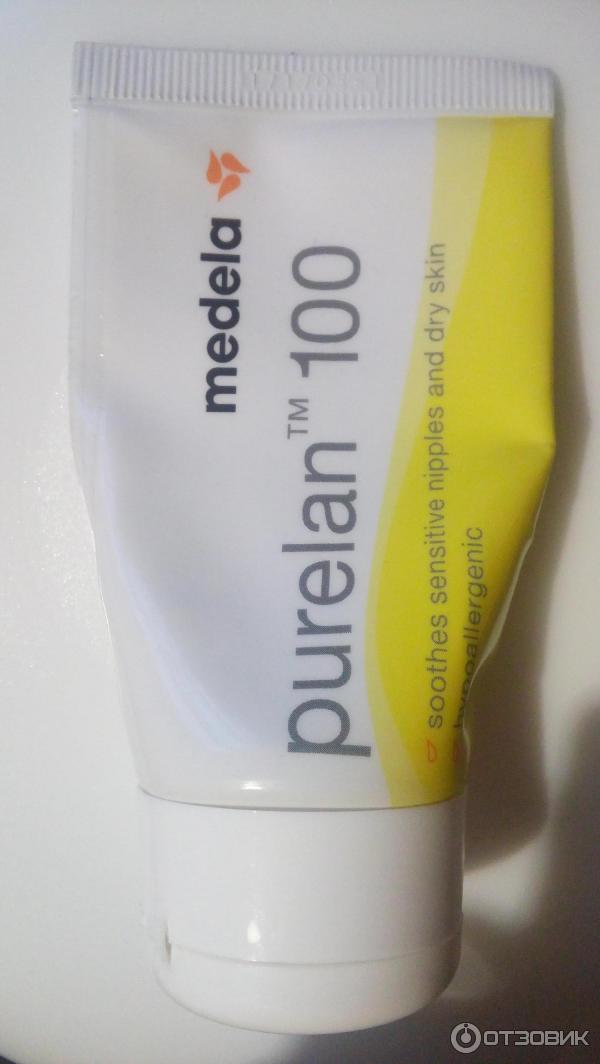 medela
purelan™ 100
soothes sensitive nipples and dry skin
hypoallergenic
ОТЗОВИК